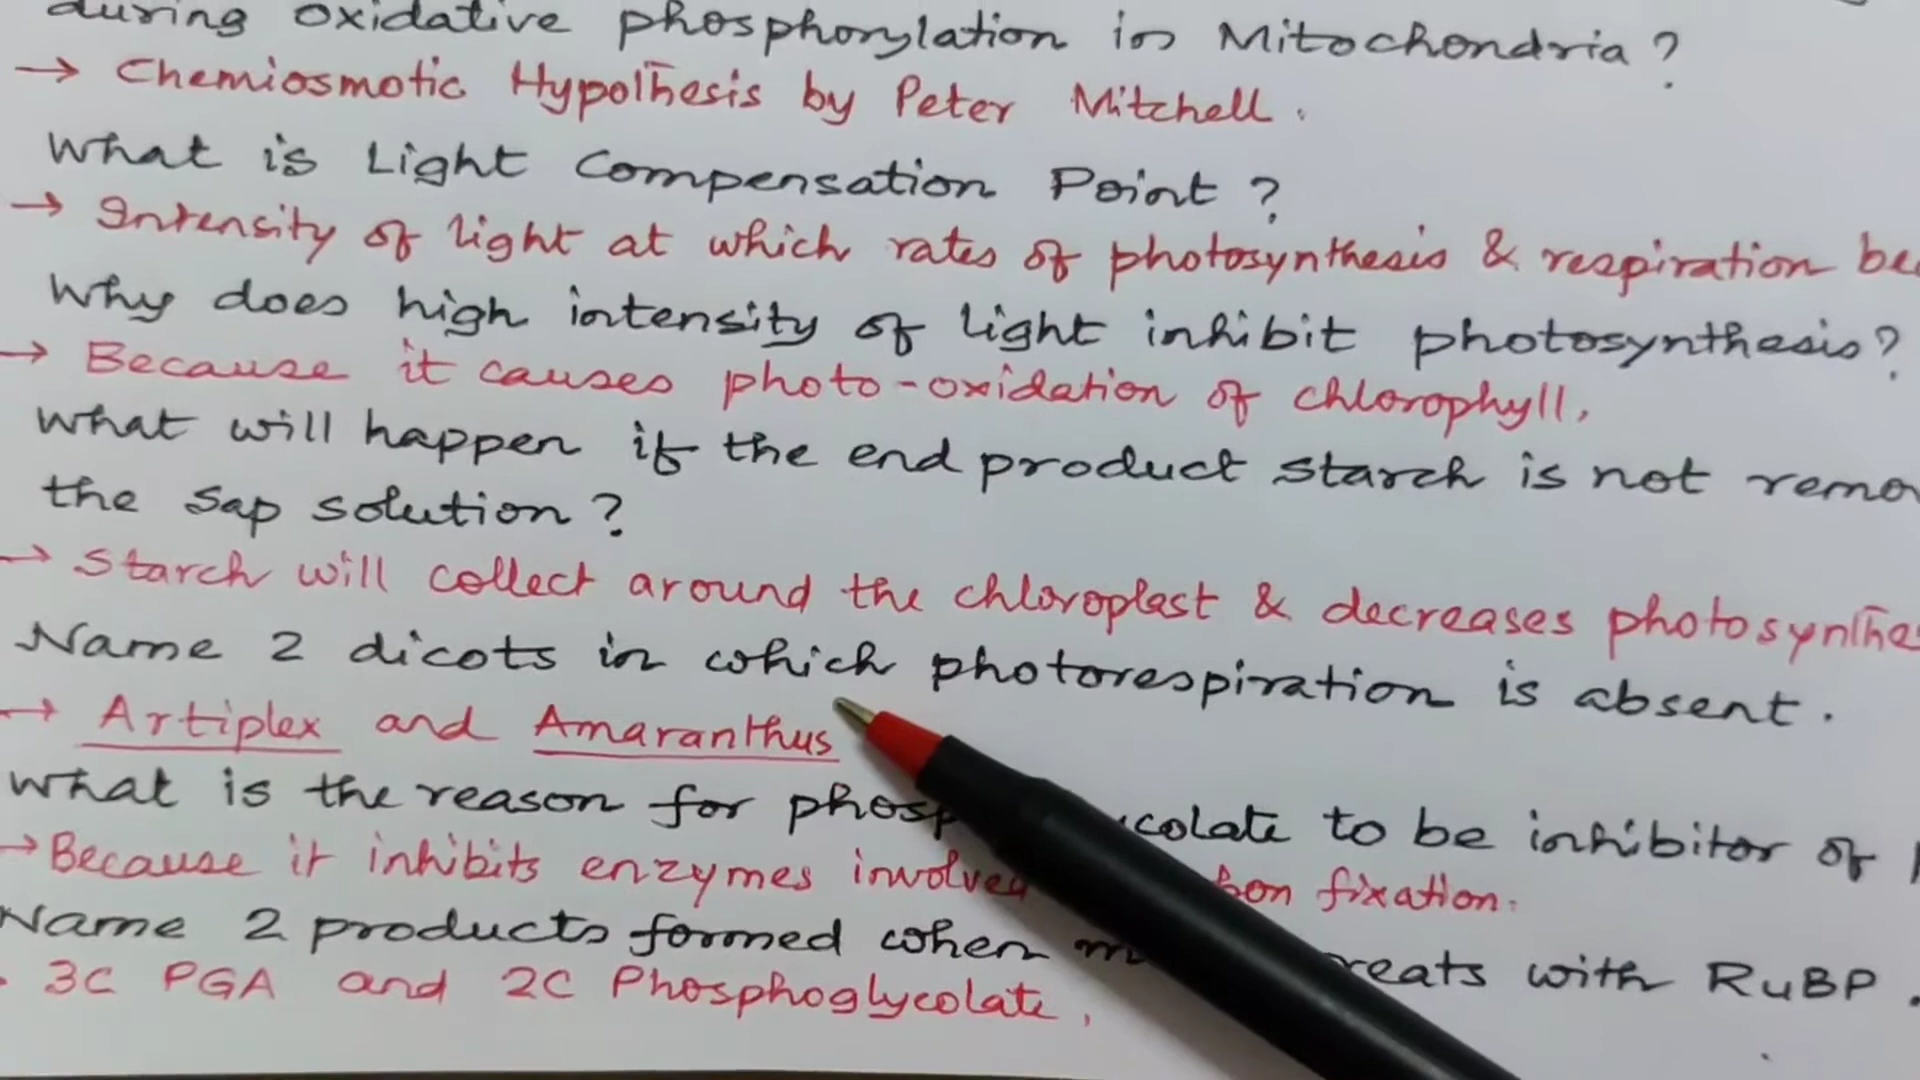 during oxidative phosphorylation in Mitochondria?
→ Chemiosmotic Hypothesis by Peter Mitchell.
What is Light Compensation Point?
→ Intensity of light at which rates of photosynthesis & respiration be
Why does high intensity of light inhibit photosynthesis?
→ Because it causes photo-oxidation of chlorophyll,
What will happen if the end product starch is not remo
the sap solution?
→ Starch will collect around the chloroplast & decreases photosynthe
Name 2 dicots in which photorespiration is absent.
→ Artiplex and Amaranthus
What is the reason for phosp colate to be inhibitor of
→ Because it inhibits enzymes involved bon fixation.
Name 2 products formed when reats with RuBP.
3C PGA and 2C Phosphoglycolate,